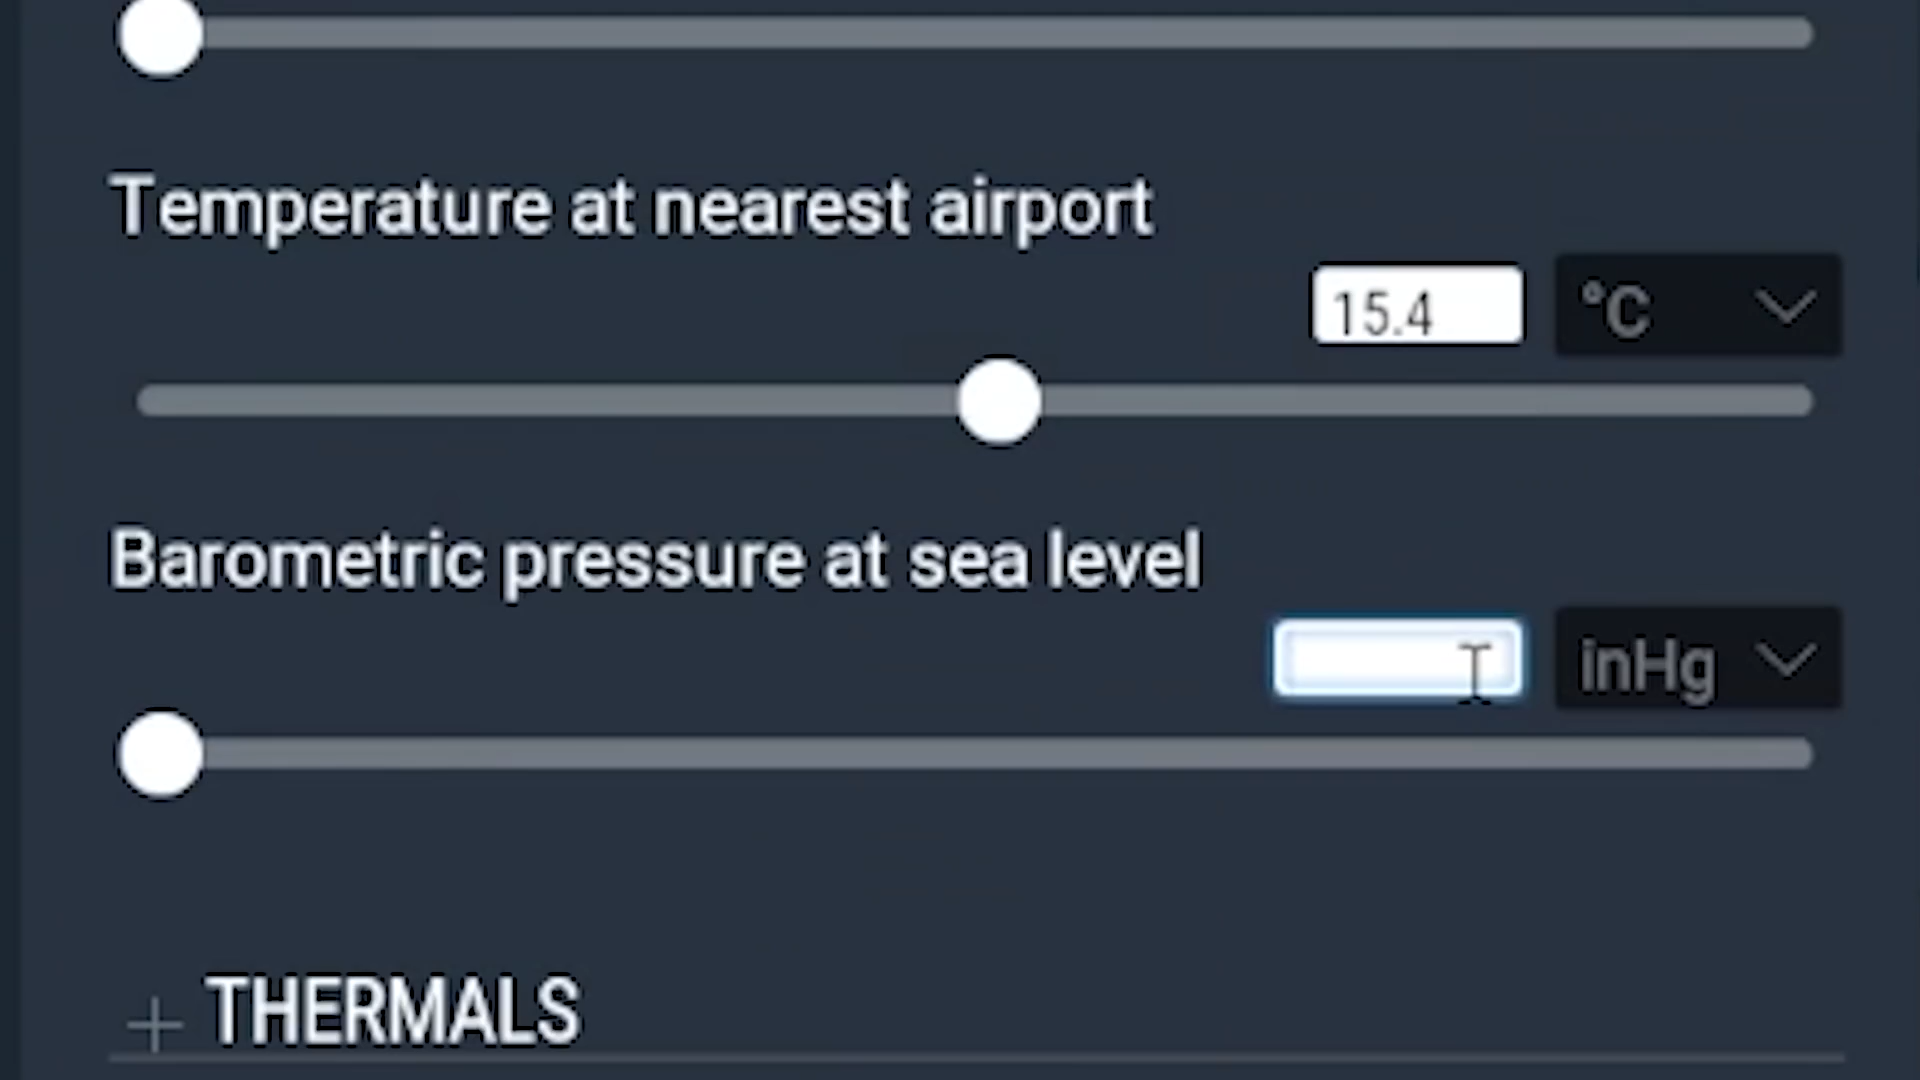 Temperature at nearest airport
15.4 °C
Barometric pressure at sea level
inHg
THERMALS